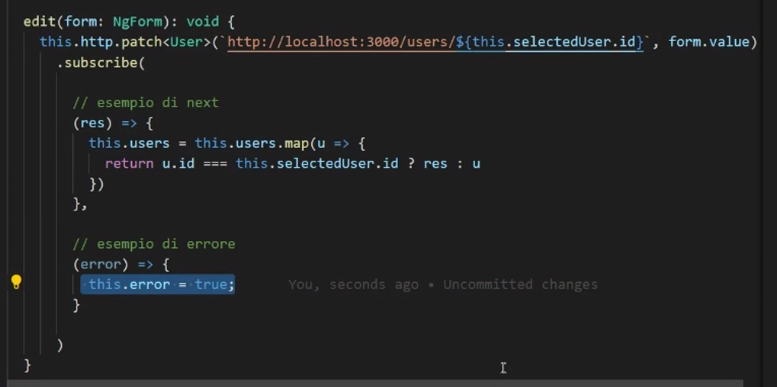 edit(form: NgForm): void {
this.http.patch<User>(`http://localhost:3000/users/${this.selectedUser.id}`, form.value)
.subscribe(
// esempio di next
(res) => {
this.users = this.users.map(u => {
return u.id === this.selectedUser.id ? res : u
})
},
// esempio di errore
(error) => {
this.error = true; You, seconds ago • Uncommitted changes
}
)
}